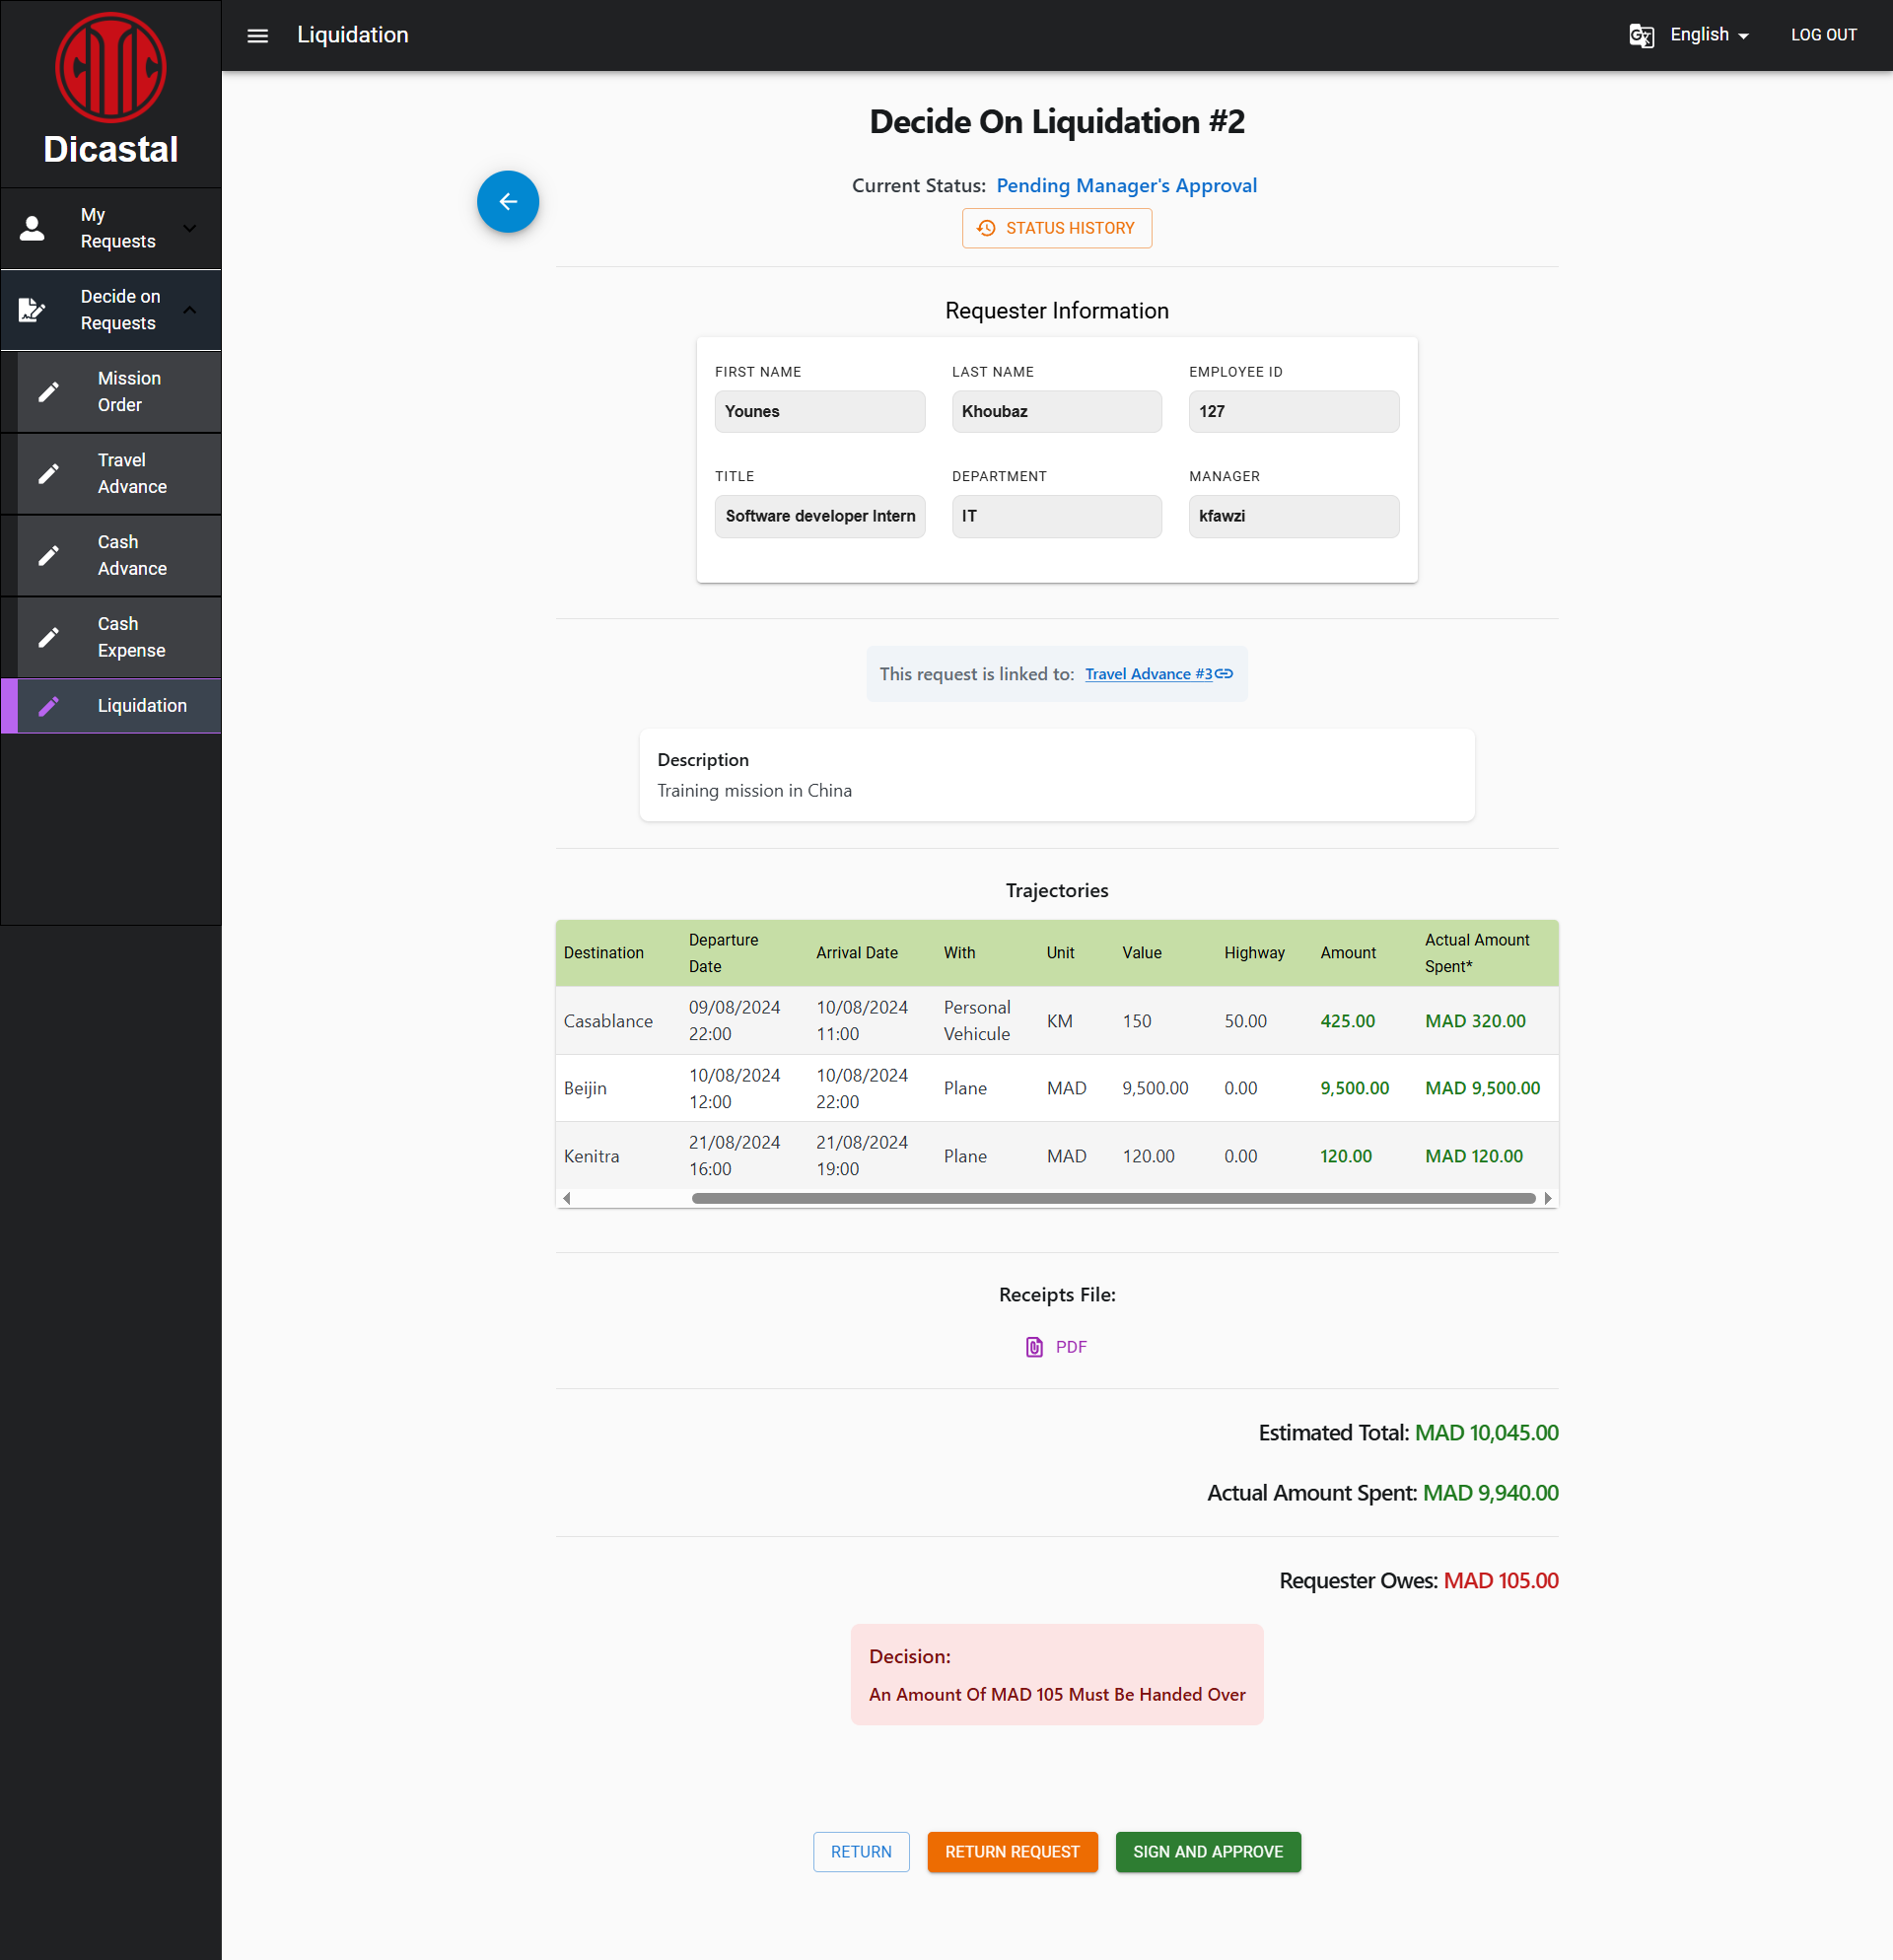 Dicastal
Liquidation
English
LOG OUT
My
Requests
Decide on
Requests
Mission
Order
Travel
Advance
Cash
Advance
Cash
Expense
Liquidation
Decide On Liquidation #2
Current Status: Pending Manager's Approval
STATUS HISTORY
Requester Information
FIRST NAME LAST NAME EMPLOYEE ID
Younes Khoubaz 127
TITLE DEPARTMENT MANAGER
Software developer Intern IT kfawzi
This request is linked to: Travel Advance #3
Description
Training mission in China
Trajectories
Destination Departure Date Arrival Date With Unit Value Highway Amount Actual Amount Spent*
Casablance 09/08/2024 22:00 10/08/2024 11:00 Personal Vehicule KM 150 50.00 425.00 MAD 320.00
Beijin 10/08/2024 12:00 10/08/2024 22:00 Plane MAD 9,500.00 0.00 9,500.00 MAD 9,500.00
Kenitra 21/08/2024 16:00 21/08/2024 19:00 Plane MAD 120.00 0.00 120.00 MAD 120.00
Receipts File:
PDF
Estimated Total: MAD 10,045.00
Actual Amount Spent: MAD 9,940.00
Requester Owes: MAD 105.00
Decision:
An Amount Of MAD 105 Must Be Handed Over
RETURN RETURN REQUEST SIGN AND APPROVE